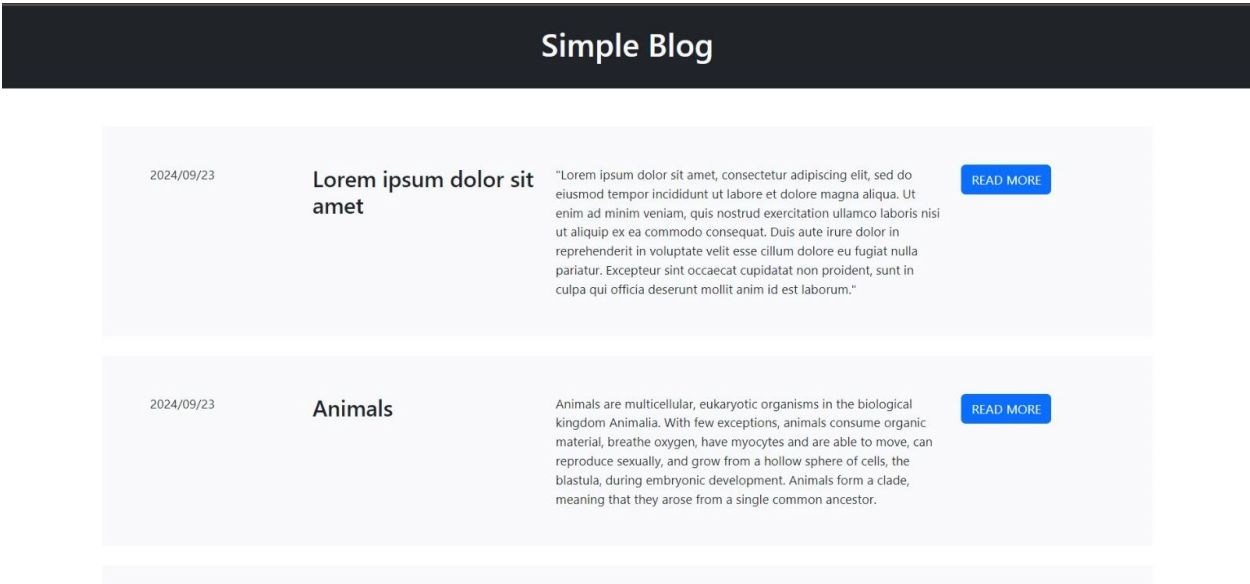 Simple Blog
2024/09/23
Lorem ipsum dolor sit
amet
"Lorem ipsum dolor sit amet, consectetur adipiscing elit, sed do
eiusmod tempor incididunt ut labore et dolore magna aliqua. Ut
enim ad minim veniam, quis nostrud exercitation ullamco laboris nisi
ut aliquip ex ea commodo consequat. Duis aute irure dolor in
reprehenderit in voluptate velit esse cillum dolore eu fugiat nulla
pariatur. Excepteur sint occaecat cupidatat non proident, sunt in
culpa qui officia deserunt mollit anim id est laborum."
READ MORE
2024/09/23
Animals
Animals are multicellular, eukaryotic organisms in the biological
kingdom Animalia. With few exceptions, animals consume organic
material, breathe oxygen, have myocytes and are able to move, can
reproduce sexually, and grow from a hollow sphere of cells, the
blastula, during embryonic development. Animals form a clade,
meaning that they arose from a single common ancestor.
READ MORE